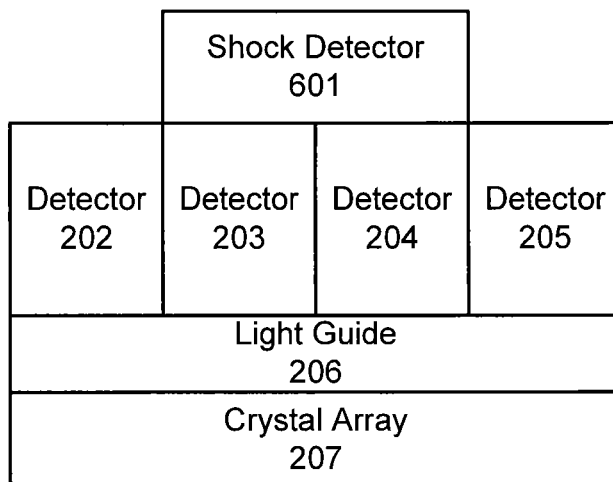 Shock Detector
601
Detector
202
Detector
203
Detector
204
Detector
205
Light Guide
206
Crystal Array
207